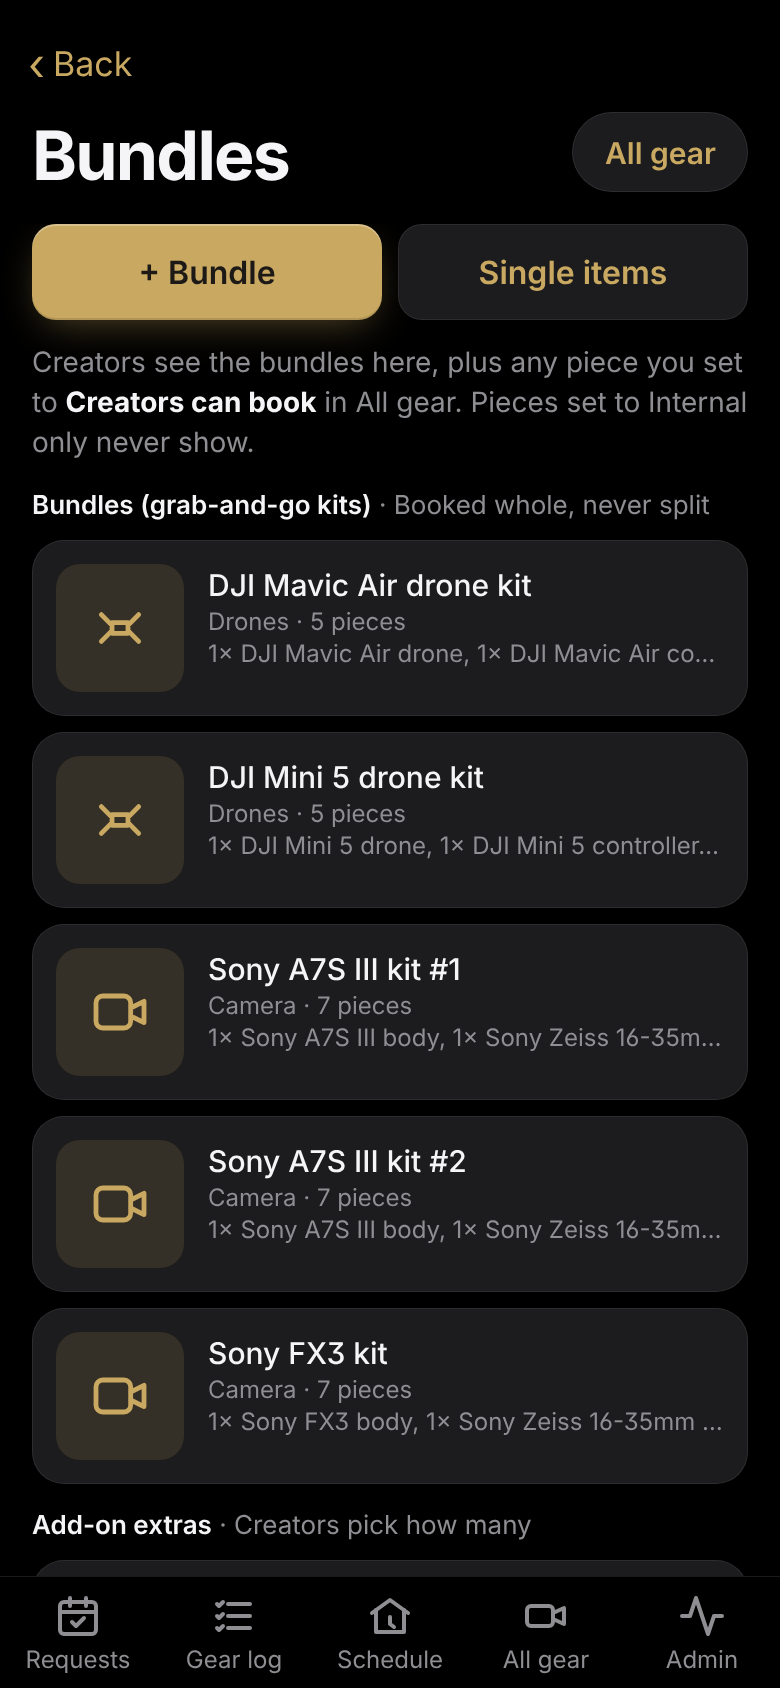 ‹ Back
Bundles
All gear
+ Bundle
Single items
Creators see the bundles here, plus any piece you set
to Creators can book in All gear. Pieces set to Internal
only never show.
Bundles (grab-and-go kits) · Booked whole, never split
DJI Mavic Air drone kit
Drones · 5 pieces
1× DJI Mavic Air drone, 1× DJI Mavic Air co...
DJI Mini 5 drone kit
Drones · 5 pieces
1× DJI Mini 5 drone, 1× DJI Mini 5 controller...
Sony A7S III kit #1
Camera · 7 pieces
1× Sony A7S III body, 1× Sony Zeiss 16-35m...
Sony A7S III kit #2
Camera · 7 pieces
1× Sony A7S III body, 1× Sony Zeiss 16-35m...
Sony FX3 kit
Camera · 7 pieces
1× Sony FX3 body, 1× Sony Zeiss 16-35mm ...
Add-on extras · Creators pick how many
Requests
Gear log
Schedule
All gear
Admin